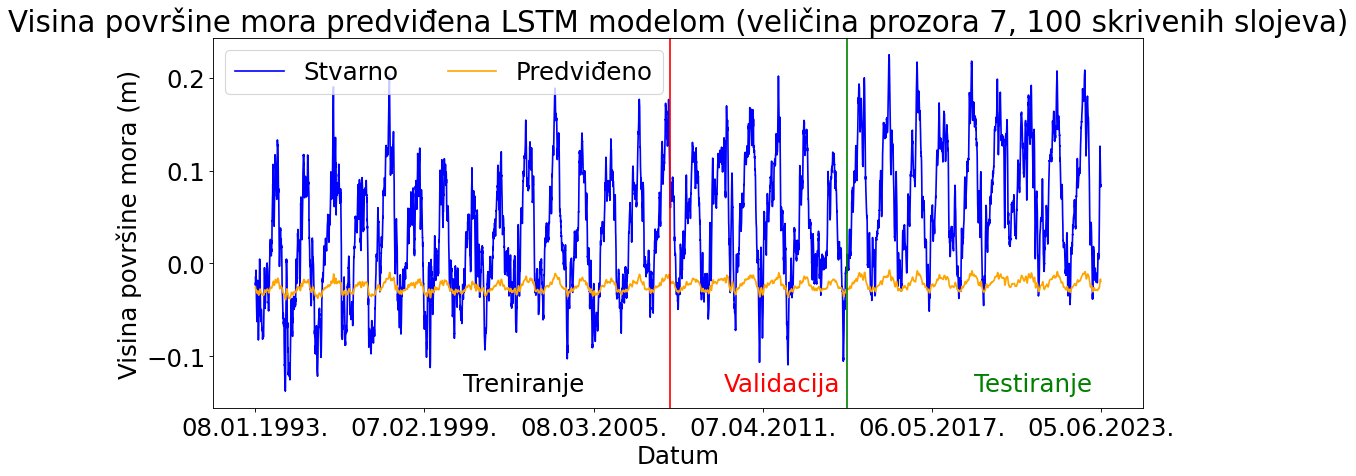 Visina površine mora predviđena LSTM modelom (veličina prozora 7, 100 skrivenih slojeva)
Stvarno
Predviđeno
Visina površine mora (m)
0.2
0.1
0.0
−0.1
Treniranje
Validacija
Testiranje
08.01.1993.
07.02.1999.
08.03.2005.
07.04.2011.
06.05.2017.
05.06.2023.
Datum